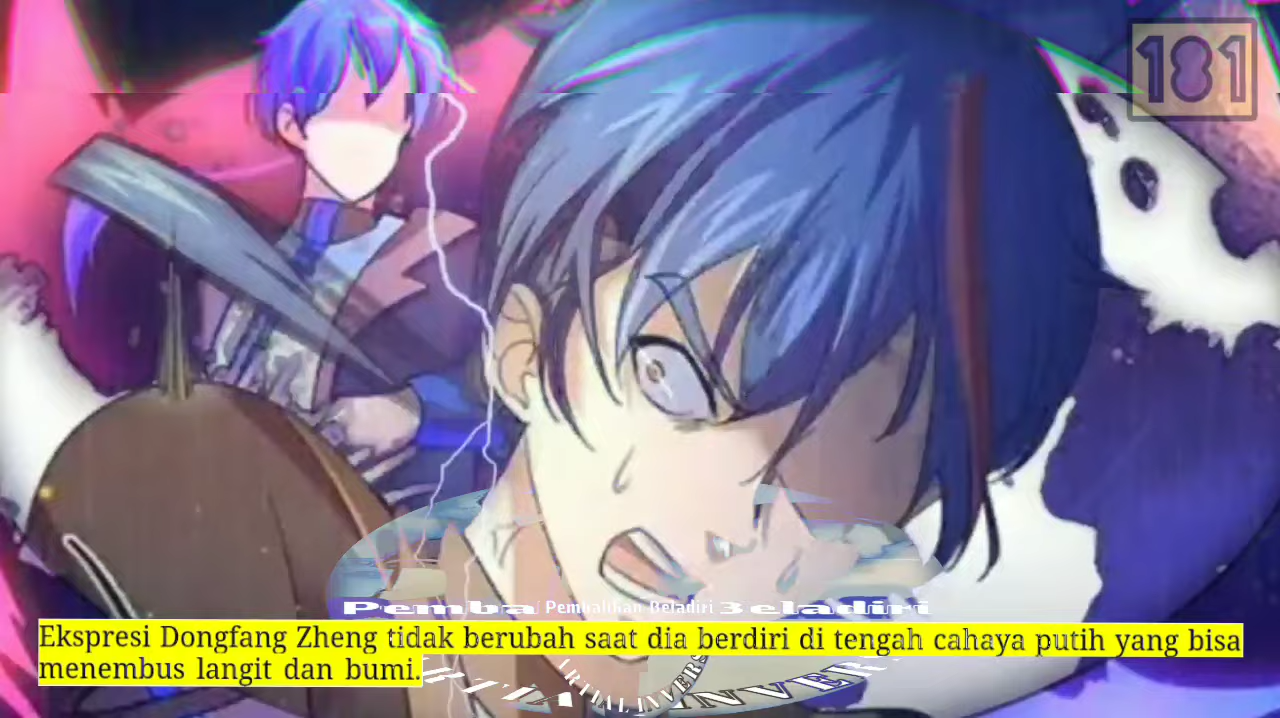 181
Pemba Pembalikan Beladiri 3eladiri
Ekspresi Dongfang Zheng tidak berubah saat dia berdiri di tengah cahaya putih yang bisa
menembus langit dan bumi.